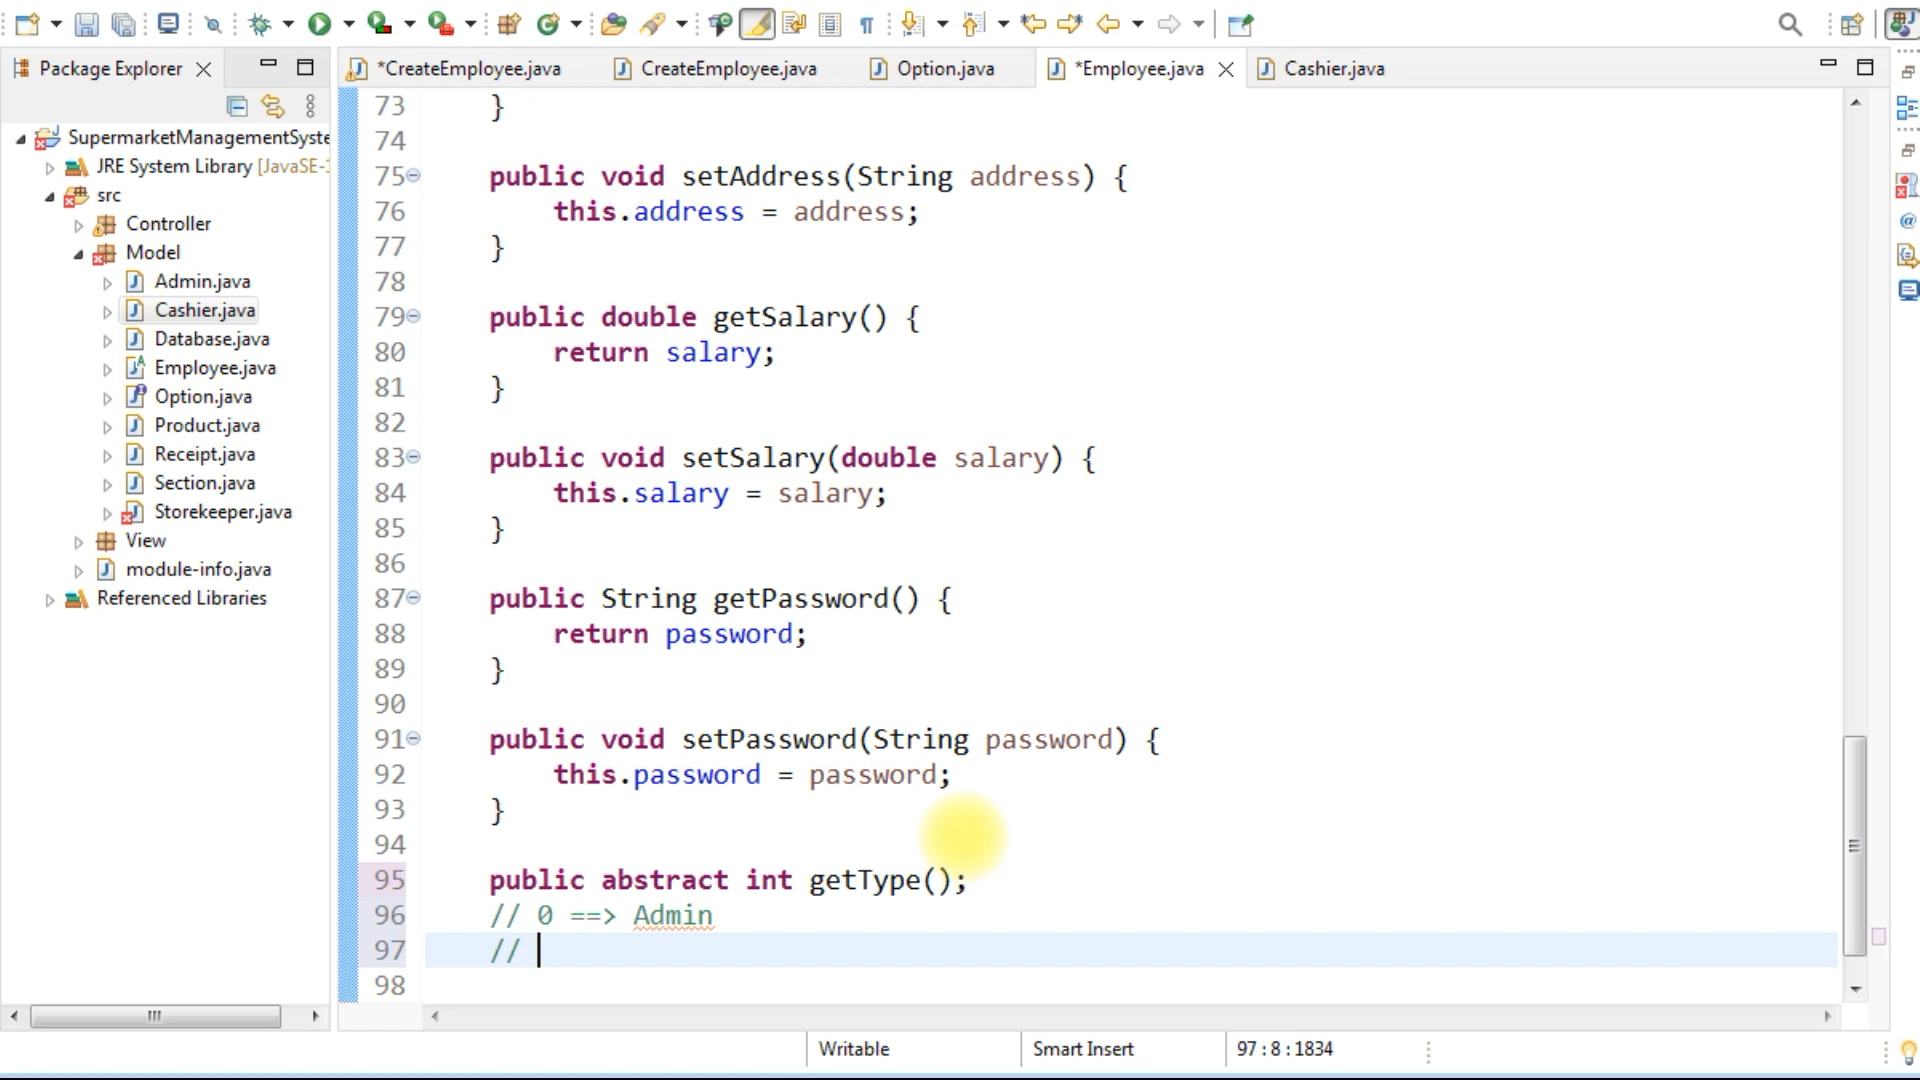 Package Explorer
*CreateEmployee.java
CreateEmployee.java
Option.java
*Employee.java
Cashier.java
SupermarketManagementSyste
JRE System Library [JavaSE-1
src
Controller
Model
Admin.java
Cashier.java
Database.java
Employee.java
Option.java
Product.java
Receipt.java
Section.java
Storekeeper.java
View
module-info.java
Referenced Libraries
73 }
74
75 public void setAddress(String address) {
76 this.address = address;
77 }
78
79 public double getSalary() {
80 return salary;
81 }
82
83 public void setSalary(double salary) {
84 this.salary = salary;
85 }
86
87 public String getPassword() {
88 return password;
89 }
90
91 public void setPassword(String password) {
92 this.password = password;
93 }
94
95 public abstract int getType();
96 // 0 ==> Admin
97 //
98
Writable
Smart Insert
97 : 8 : 1834